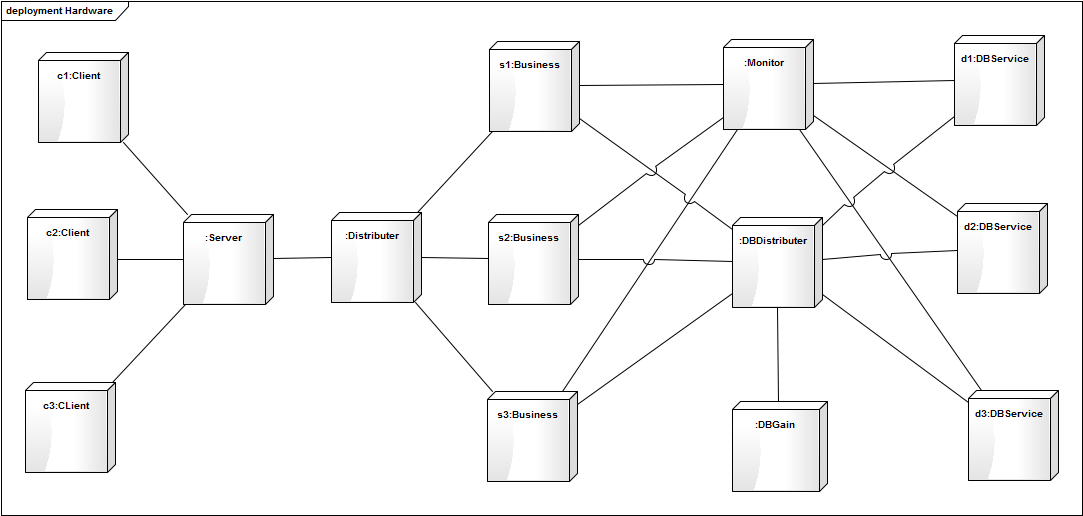 deployment Hardware
c1:Client
s1:Business
:Monitor
d1:DBService
c2:Client
:Server
:Distributer
s2:Business
:DBDistributer
d2:DBService
c3:CLient
s3:Business
:DBGain
d3:DBService